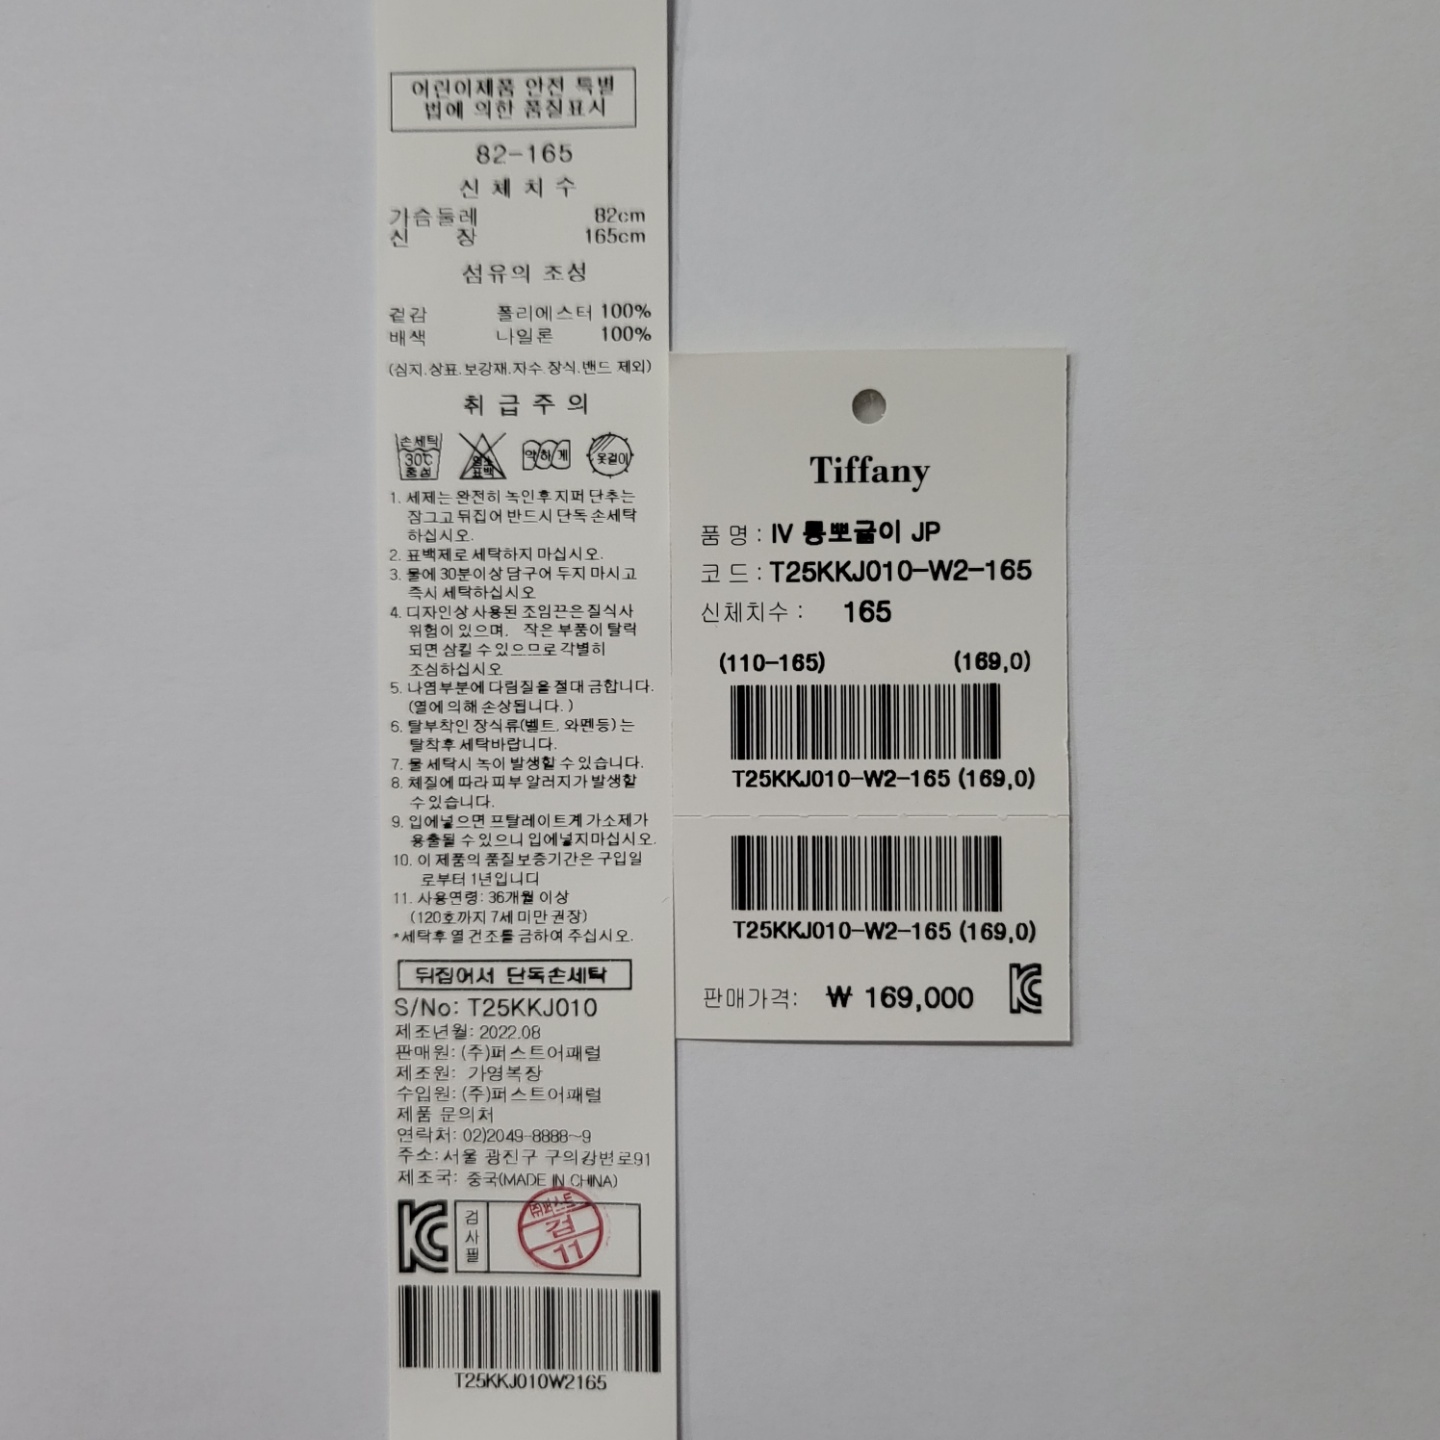 어린이제품 안전 특별
법에 의한 품질표시
82-165
신 체 치 수
가슴둘레 82cm
신 장 165cm
섬유의 조성
겉감 폴리에스터 100%
배색 나일론 100%
(심지.상표.보강재.자수 장식.밴드 제외)
취 급 주 의
손세탁
30℃
중성
염소
표백
약하게
옷걸이
1. 세제는 완전히 녹인후 지퍼 단추는
잠그고 뒤집어 반드시 단독 손세탁
하십시오.
2. 표백제로 세탁하지 마십시오.
3. 물에 30분이상 담구어 두지 마시고
즉시 세탁하십시오
4. 디자인상 사용된 조임끈은 질식사
위험이 있으며, 작은 부품이 탈락
되면 삼킬 수 있으므로 각별히
조심하십시오
5. 나염부분에 다림질을 절대 금합니다.
(열에 의해 손상됩니다. )
6. 탈부착인 장식류(벨트, 와펜등) 는
탈착후 세탁바랍니다.
7. 물 세탁시 녹이 발생할 수 있습니다.
8. 체질에 따라 피부 알러지가 발생할
수 있습니다.
9. 입에넣으면 프탈레이트계 가소제가
용출될 수 있으니 입에넣지마십시오.
10. 이 제품의 품질보증기간은 구입일
로부터 1년입니디
11. 사용연령: 36개월 이상
(120호까지 7세 미만 권장)
*세탁후 열 건조를 금하여 주십시오.
뒤집어서 단독손세탁
S/No: T25KKJ010
제조년월: 2022.08
판매원: (주)퍼스트어패럴
제조원: 가영복장
수입원: (주)퍼스트어패럴
제품 문의처
연락처: 02)2049-8888~9
주소: 서울 광진구 구의강변로91
제조국: 중국(MADE IN CHINA)
KC
검사필
㈜퍼스트
검
11
T25KKJ010W2165
Tiffany
품 명 : IV 통뽀글이 JP
코 드 : T25KKJ010-W2-165
신체치수 : 165
(110-165) (169,0)
T25KKJ010-W2-165 (169,0)
T25KKJ010-W2-165 (169,0)
판매가격: ₩ 169,000
KC